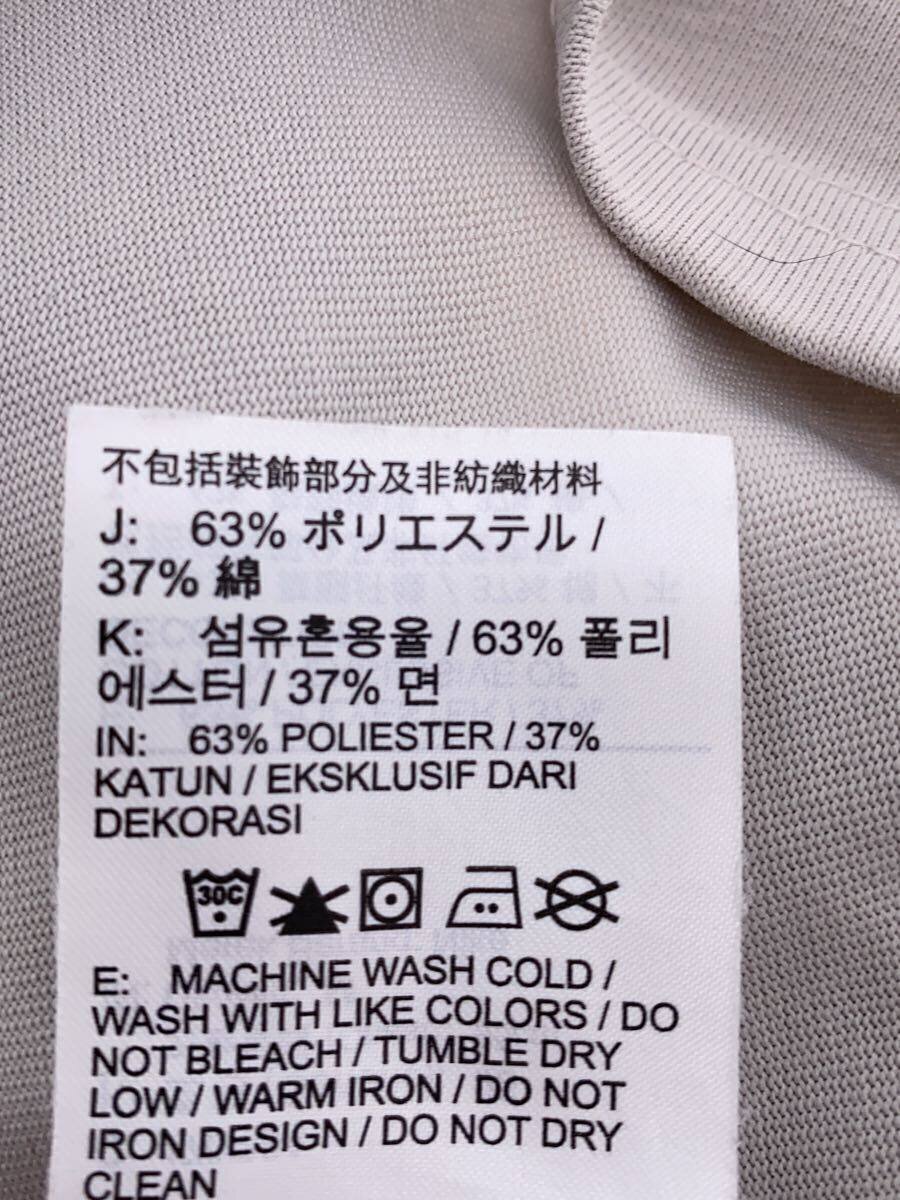 不包括裝飾部分及非紡織材料
J: 63% ポリエステル /
37% 綿
K: 섬유혼용율 / 63% 폴리
에스터 / 37% 면
IN: 63% POLIESTER / 37%
KATUN / EKSKLUSIF DARI
DEKORASI
30C
E: MACHINE WASH COLD /
WASH WITH LIKE COLORS / DO
NOT BLEACH / TUMBLE DRY
LOW / WARM IRON / DO NOT
IRON DESIGN / DO NOT DRY
CLEAN